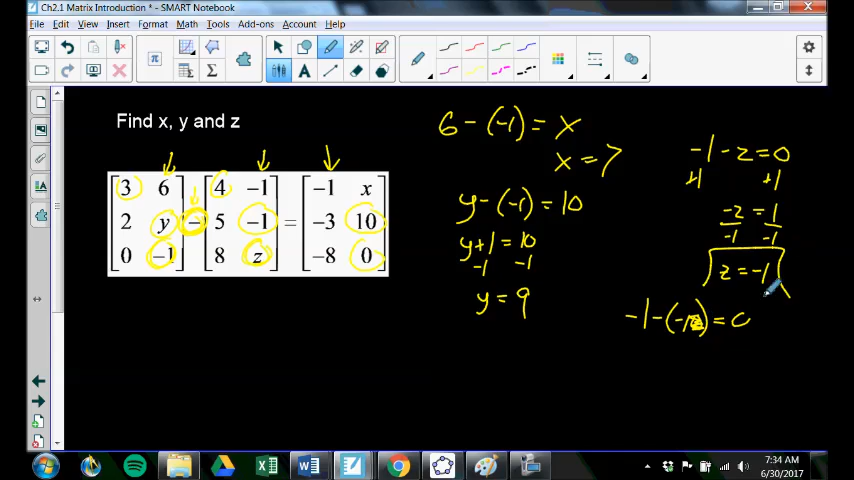 Ch2.1 Matrix Introduction * - SMART Notebook
File Edit View Insert Format Math Tools Add-ons Account Help
Find x, y and z
3 6 4 -1 -1 x
2 y - 5 -1 = -3 10
0 -1 8 z -8 0
6 - (-1) = x
x = 7
y - (-1) = 10
y + 1 = 10
-1 -1
y = 9
-1 - z = 0
+1 +1
-z = 1
-1 -1
z = -1
-1 - (-1) = 0
7:34 AM
6/30/2017